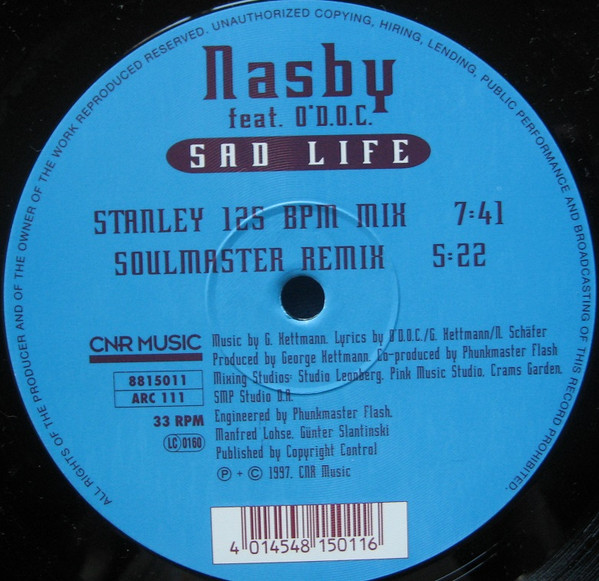 ALL RIGHTS OF THE PRODUCER AND OF THE OWNER OF THE WORK REPRODUCED RESERVED. UNAUTHORIZED COPYING, HIRING, LENDING, PUBLIC PERFORMANCE AND BROADCASTING OF THIS RECORD PROHIBITED.
Nasby
feat. O'D.O.C.
SAD LIFE
STANLEY 125 BPM MIX 7:41
SOULMASTER REMIX 5:22
CNR MUSIC
8815011
ARC 111
33 RPM
LC 0160
Music by G. Kettmann. Lyrics by O'D.O.C./G. Kettmann/N. Schäfer
Produced by George Kettmann. Co-produced by Phunkmaster Flash
Mixing Studios: Studio Leonberg, Pink Music Studio, Crams Garden,
SMP Studio D.A.
Engineered by Phunkmaster Flash,
Manfred Lohse, Günter Slantinski
Published by Copyright Control
Ⓟ + © 1997, CNR Music
4 014548 150116